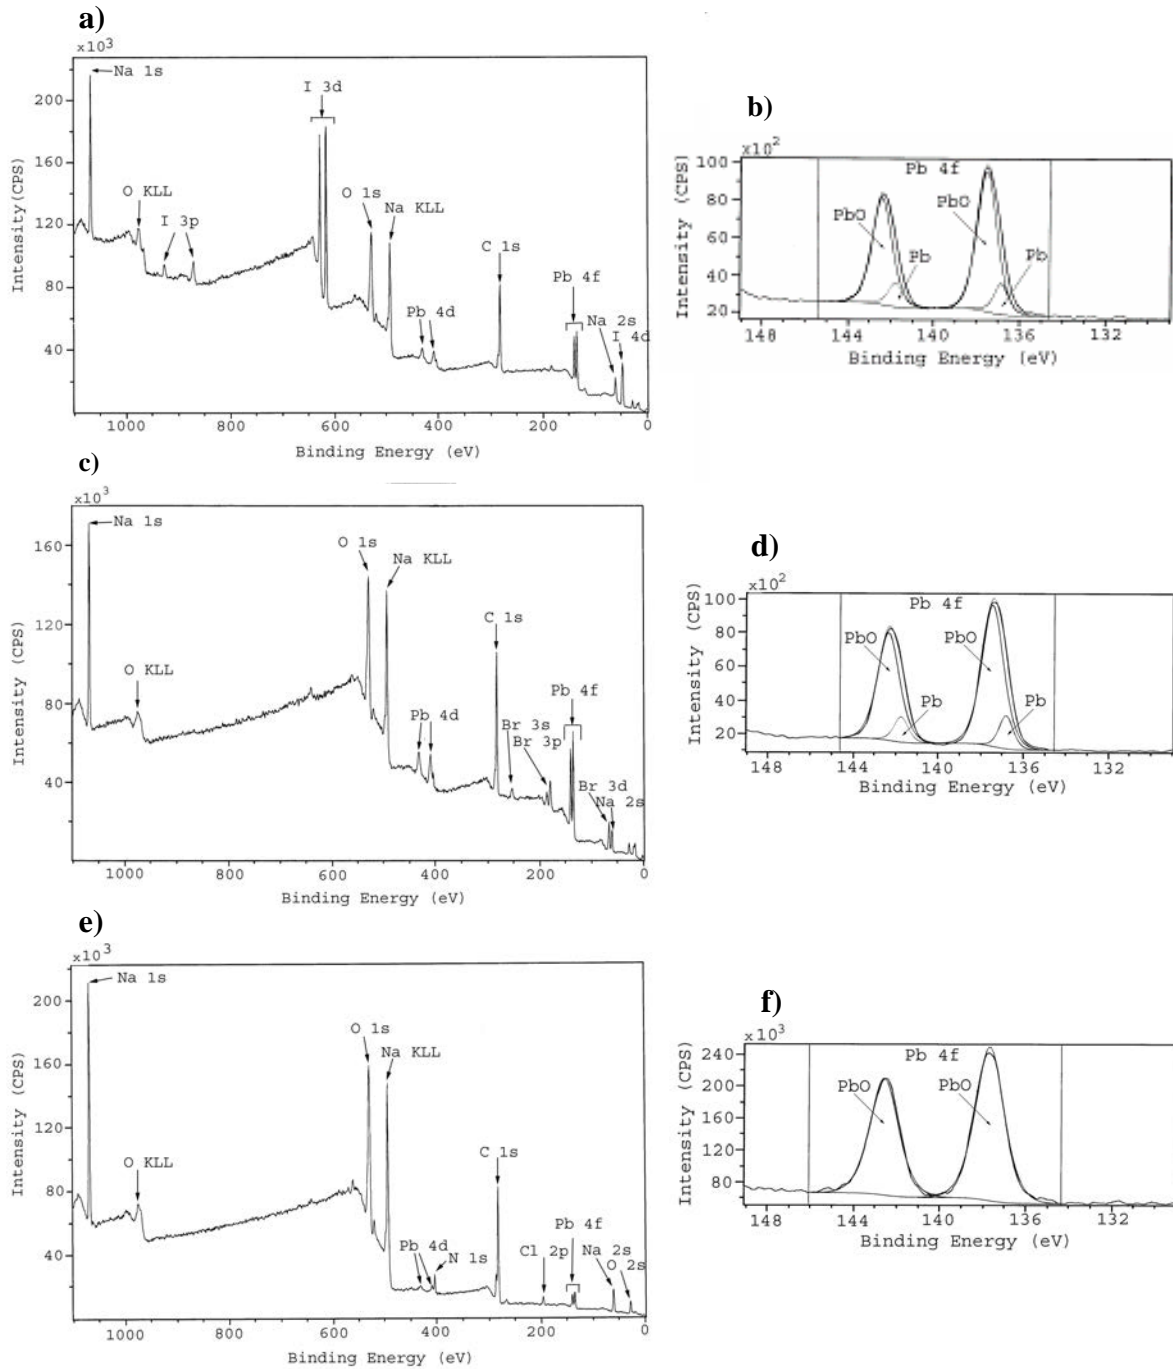 a)
×10³
Na 1s
I 3d
200
160
O KLL
O 1s
Na KLL
I 3p
120
C 1s
80
Pb 4f
Pb 4d
Na 2s
I 4d
40
Intensity(CPS)
1000 800 600 400 200 0
Binding Energy (eV)
b)
×10²
100
Pb 4f
80
PbO
PbO
60
Pb
Pb
40
20
Intensity (CPS)
148 144 140 136 132
Binding Energy (eV)
c)
×10³
Na 1s
160
O 1s
Na KLL
120
C 1s
O KLL
80
Pb 4f
Pb 4d
Br 3s
Br 3p
40
Br 3d
Na 2s
Intensity (CPS)
1000 800 600 400 200 0
Binding Energy (eV)
d)
×10²
100
Pb 4f
80
PbO
PbO
60
40
Pb
Pb
20
Intensity (CPS)
148 144 140 136 132
Binding Energy (eV)
e)
×10³
Na 1s
200
O 1s
Na KLL
160
120
O KLL
C 1s
80
Pb 4f
Pb 4d
N 1s
Cl 2p
Na 2s
O 2s
40
Intensity (CPS)
1000 800 600 400 200 0
Binding Energy (eV)
f)
×10³
240
Pb 4f
200
PbO
PbO
160
120
80
Intensity (CPS)
148 144 140 136 132
Binding Energy (eV)